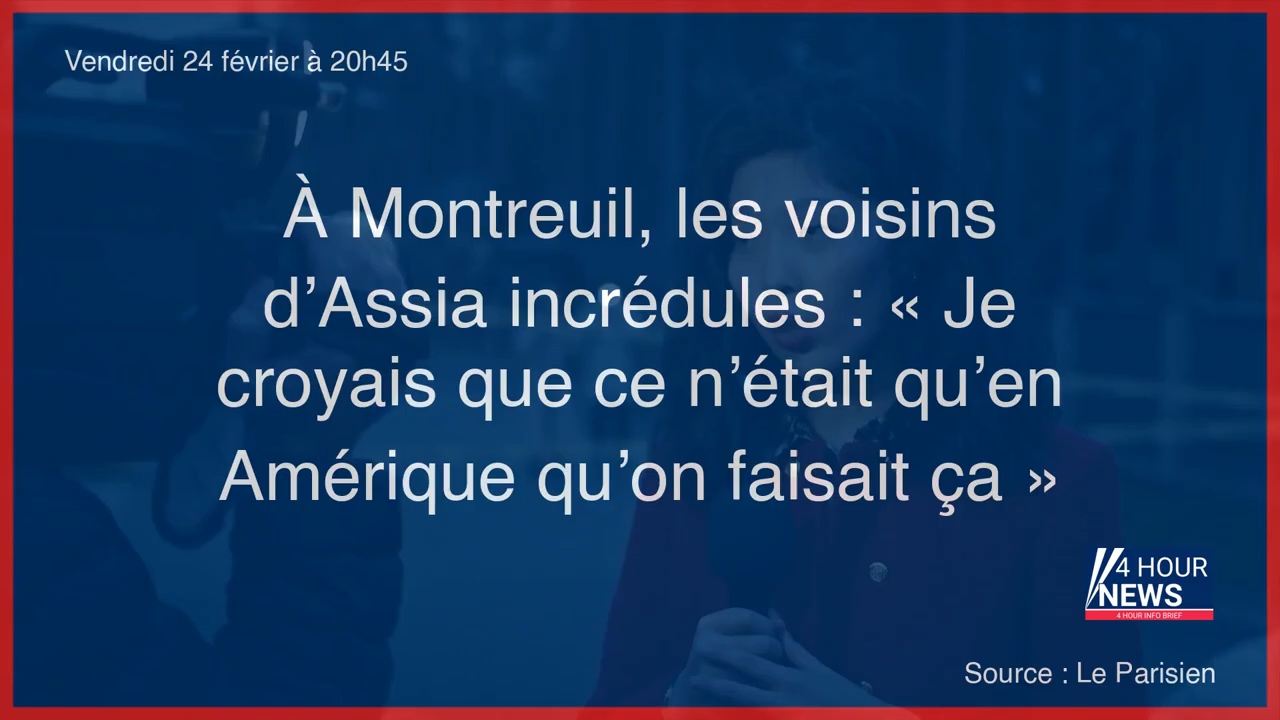 Vendredi 24 février à 20h45
À Montreuil, les voisins
d’Assia incrédules : « Je
croyais que ce n’était qu’en
Amérique qu’on faisait ça »
4 HOUR
NEWS
4 HOUR INFO BRIEF
Source : Le Parisien